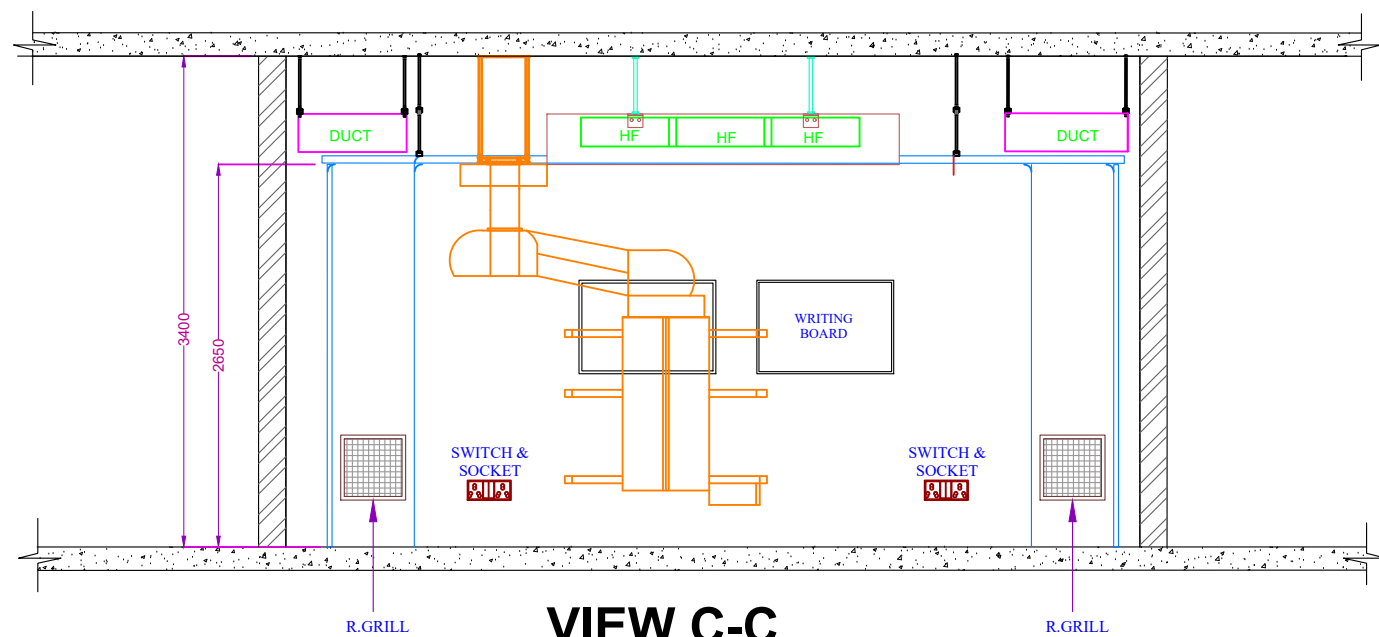 DUCT
HF
HF
HF
DUCT
3400
2650
WRITING
BOARD
SWITCH &
SOCKET
SWITCH &
SOCKET
R.GRILL
VIEW C-C
R.GRILL